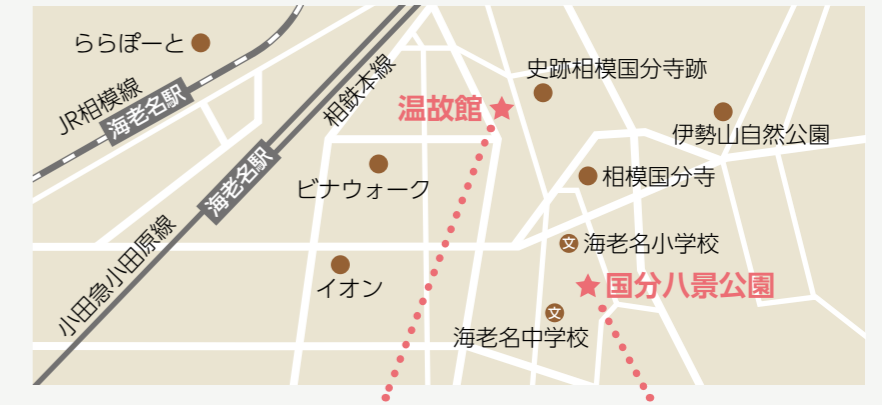 ららぽーと
JR相模線
海老名駅
相鉄本線
史跡相模国分寺跡
温故館
伊勢山自然公園
海老名駅
ビナウォーク
相模国分寺
小田急小田原線
文 海老名小学校
イオン
国分八景公園
文
海老名中学校